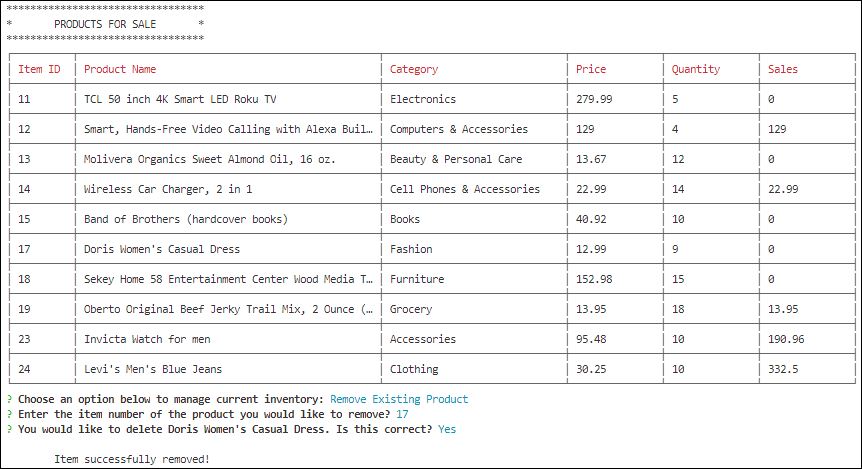 *********************************
* PRODUCTS FOR SALE *
*********************************
Item ID Product Name Category Price Quantity Sales
11 TCL 50 inch 4K Smart LED Roku TV Electronics 279.99 5 0
12 Smart, Hands-Free Video Calling with Alexa Buil… Computers & Accessories 129 4 129
13 Molivera Organics Sweet Almond Oil, 16 oz. Beauty & Personal Care 13.67 12 0
14 Wireless Car Charger, 2 in 1 Cell Phones & Accessories 22.99 14 22.99
15 Band of Brothers (hardcover books) Books 40.92 10 0
17 Doris Women's Casual Dress Fashion 12.99 9 0
18 Sekey Home 58 Entertainment Center Wood Media T… Furniture 152.98 15 0
19 Oberto Original Beef Jerky Trail Mix, 2 Ounce (… Grocery 13.95 18 13.95
23 Invicta Watch for men Accessories 95.48 10 190.96
24 Levi's Men's Blue Jeans Clothing 30.25 10 332.5
? Choose an option below to manage current inventory: Remove Existing Product
? Enter the item number of the product you would like to remove? 17
? You would like to delete Doris Women's Casual Dress. Is this correct? Yes
Item successfully removed!